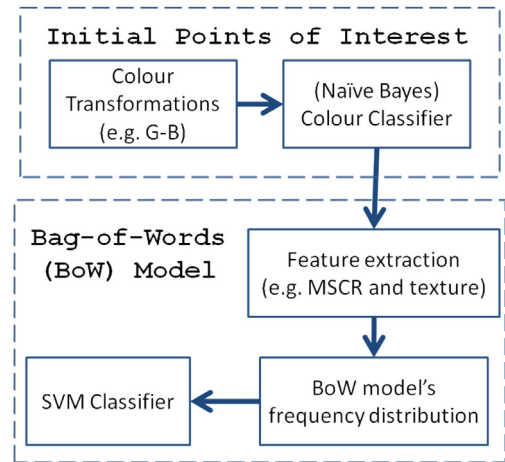 Initial Points of Interest
Colour
Transformations
(e.g. G-B)
(Naïve Bayes)
Colour Classifier
Bag-of-Words
(BoW) Model
Feature extraction
(e.g. MSCR and texture)
BoW model's
frequency distribution
SVM Classifier